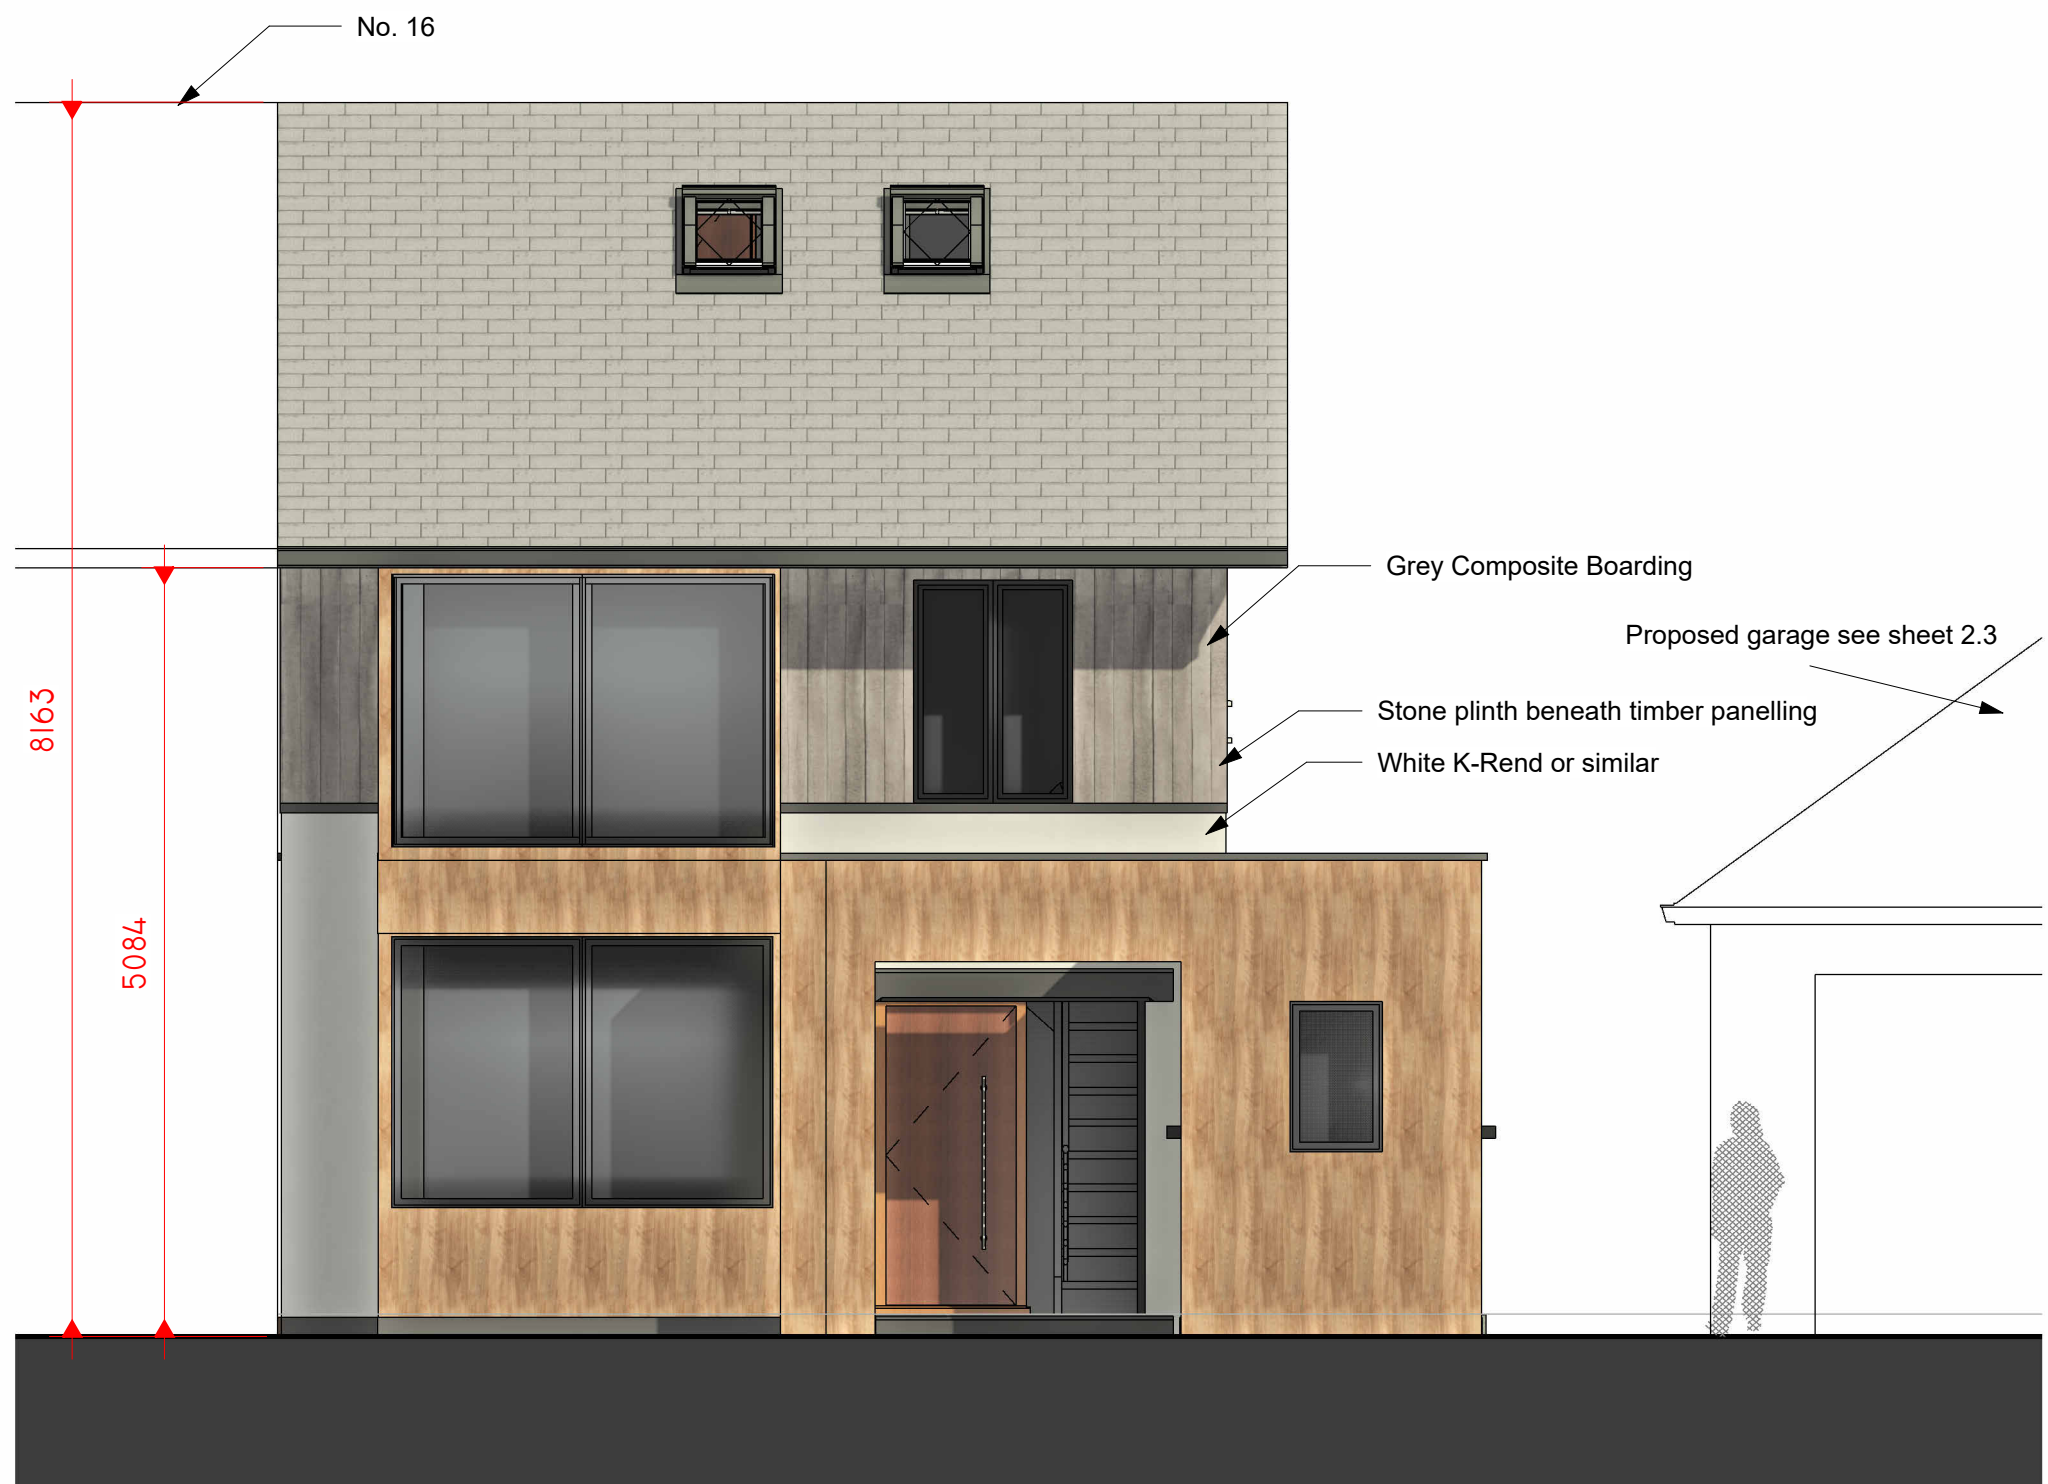 No. 16
Grey Composite Boarding
Proposed garage see sheet 2.3
8163
Stone plinth beneath timber panelling
White K-Rend or similar
5084